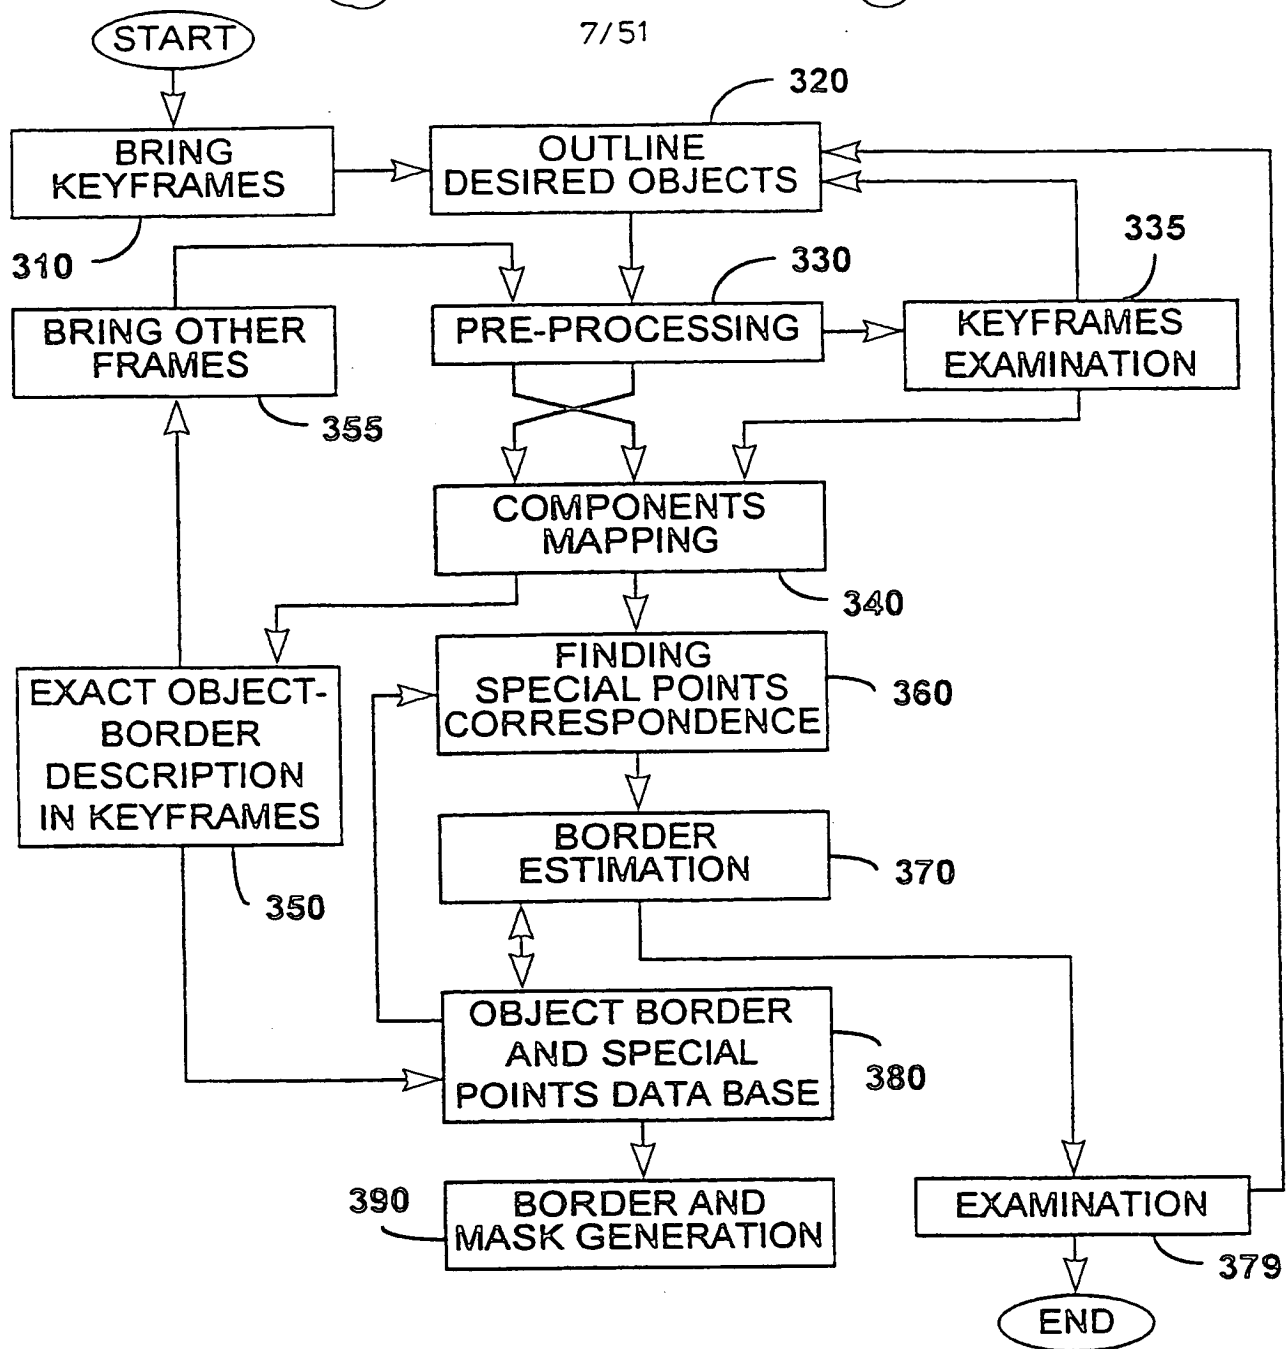 7/51
START
320
BRING
KEYFRAMES
OUTLINE
DESIRED OBJECTS
310
330
335
BRING OTHER
FRAMES
PRE-PROCESSING
KEYFRAMES
EXAMINATION
355
COMPONENTS
MAPPING
340
EXACT OBJECT-
BORDER
DESCRIPTION
IN KEYFRAMES
FINDING
SPECIAL POINTS
CORRESPONDENCE
360
350
BORDER
ESTIMATION
370
OBJECT BORDER
AND SPECIAL
POINTS DATA BASE
380
390
BORDER AND
MASK GENERATION
EXAMINATION
379
END